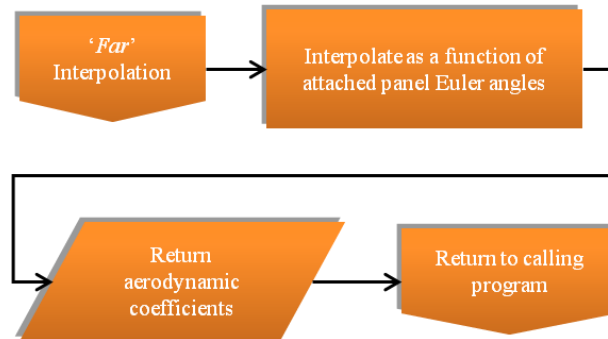 ‘Far’
Interpolation
Interpolate as a function of
attached panel Euler angles
Return
aerodynamic
coefficients
Return to calling
program